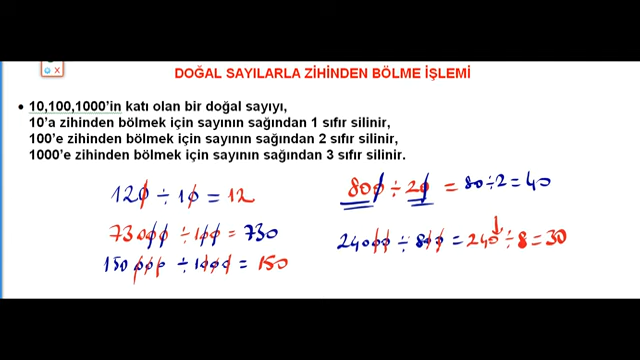 DOĞAL SAYILARLA ZİHİNDEN BÖLME İŞLEMİ
• 10,100,1000'in katı olan bir doğal sayıyı,
10'a zihinden bölmek için sayının sağından 1 sıfır silinir,
100'e zihinden bölmek için sayının sağından 2 sıfır silinir,
1000'e zihinden bölmek için sayının sağından 3 sıfır silinir.
120 ÷ 10 = 12
73000 ÷ 100 = 730
150000 ÷ 1000 = 150
800 ÷ 20 = 80÷2 = 40
24000 ÷ 800 = 240 ÷ 8 = 30